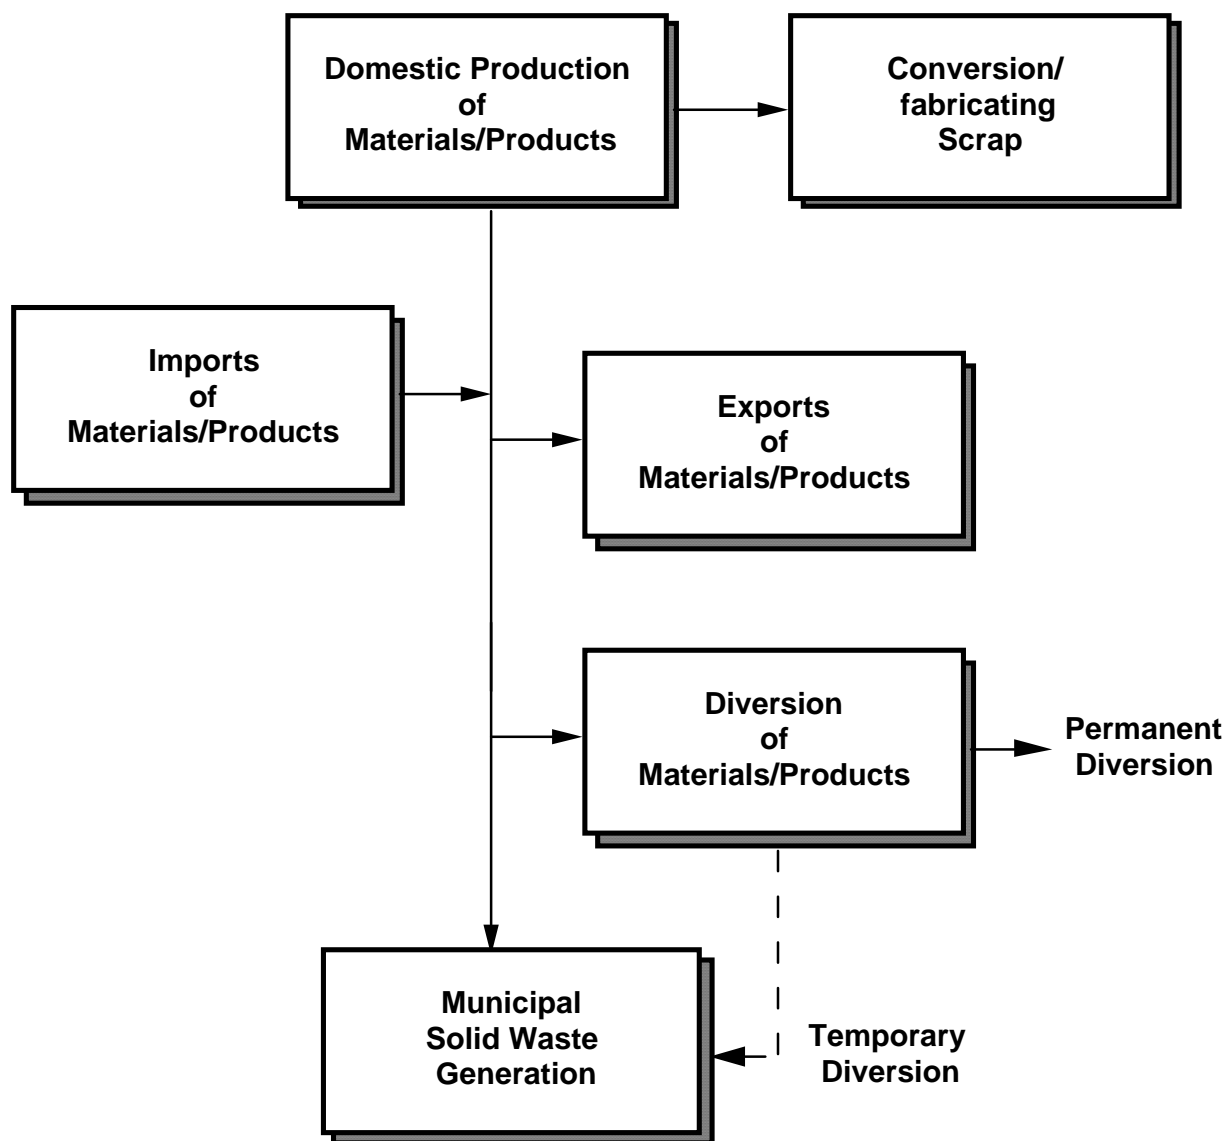 Domestic Production
of
Materials/Products
Conversion/
fabricating
Scrap
Imports
of
Materials/Products
Exports
of
Materials/Products
Diversion
of
Materials/Products
Permanent
Diversion
Municipal
Solid Waste
Generation
Temporary
Diversion